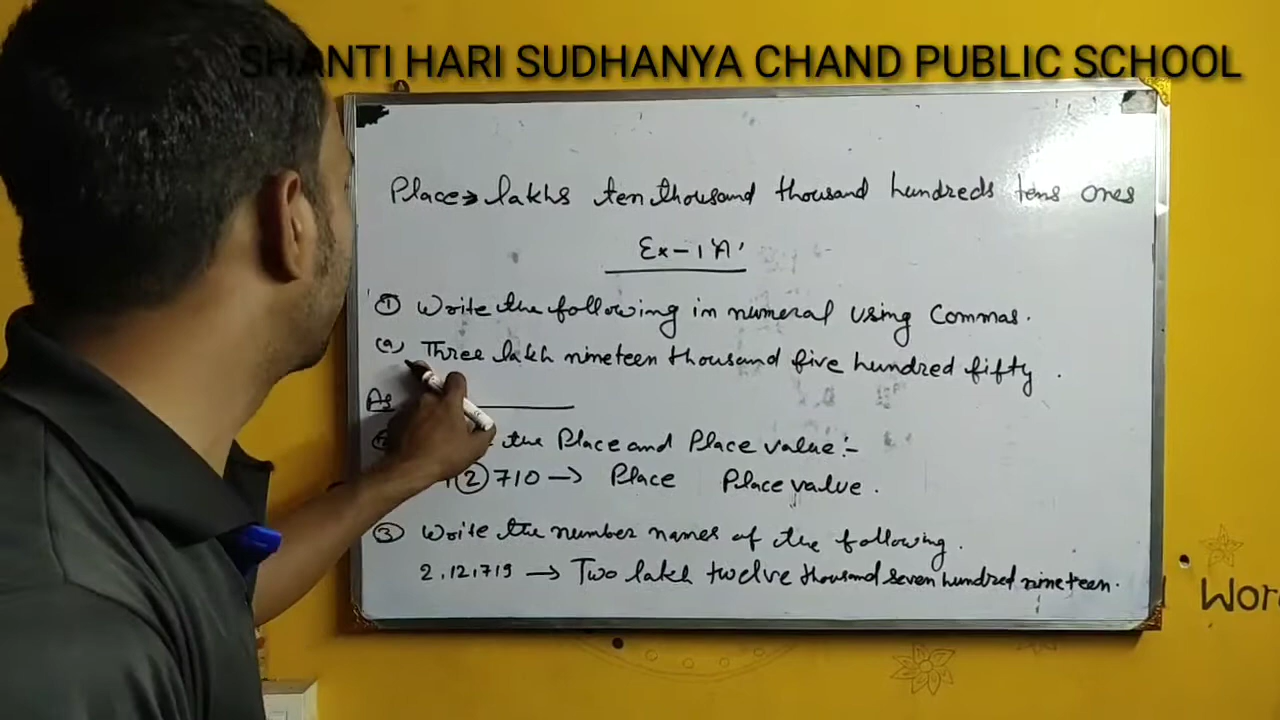 SHANTI HARI SUDHANYA CHAND PUBLIC SCHOOL
Place→ lakhs ten thousand thousand hundreds tens ones
Ex-1'A'
① Write the following in numeral using Commas.
(a) Three lakh nineteen thousand five hundred fifty.
As
the Place and Place value:-
②710 → Place Place value.
③ Write the number names of the following.
2,12,719 → Two lakh twelve thousand seven hundred nineteen.